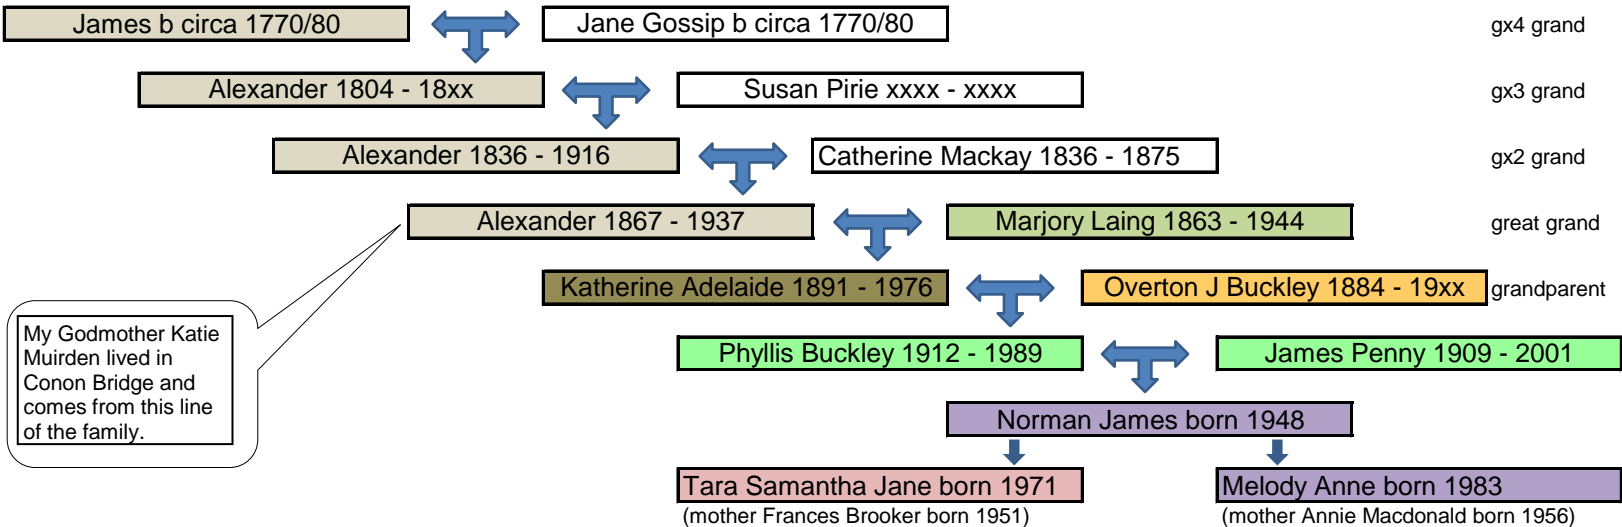 James b circa 1770/80
Jane Gossip b circa 1770/80
gx4 grand
Alexander 1804 - 18xx
Susan Pirie xxxx - xxxx
gx3 grand
Alexander 1836 - 1916
Catherine Mackay 1836 - 1875
gx2 grand
Alexander 1867 - 1937
Marjory Laing 1863 - 1944
great grand
Katherine Adelaide 1891 - 1976
Overton J Buckley 1884 - 19xx
grandparent
My Godmother Katie
Muirden lived in
Conon Bridge and
comes from this line
of the family.
Phyllis Buckley 1912 - 1989
James Penny 1909 - 2001
Norman James born 1948
Tara Samantha Jane born 1971
(mother Frances Brooker born 1951)
Melody Anne born 1983
(mother Annie Macdonald born 1956)